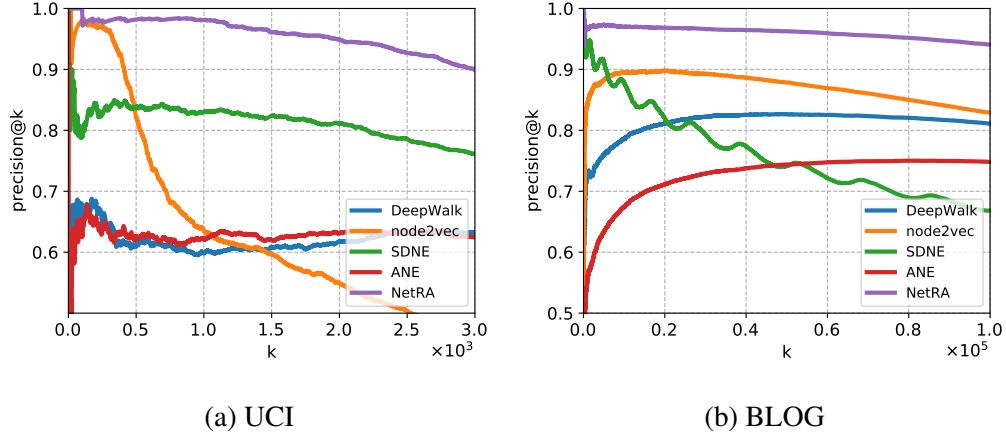 1.0
0.9
0.8
0.7
0.6
precision@k
0.0
0.5
1.0
1.5
2.0
2.5
3.0
k
×10³
DeepWalk
node2vec
SDNE
ANE
NetRA
(a) UCI
1.0
0.9
0.8
0.7
0.6
0.5
precision@k
0.0
0.2
0.4
0.6
0.8
1.0
k
×10⁵
DeepWalk
node2vec
SDNE
ANE
NetRA
(b) BLOG